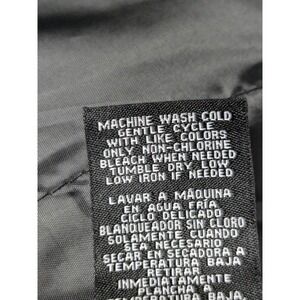 MACHINE WASH COLD
GENTLE CYCLE
WITH LIKE COLORS
ONLY NON-CHLORINE
BLEACH WHEN NEEDED
TUMBLE DRY LOW
LOW IRON IF NEEDED
LAVAR A MÁQUINA
EN AGUA FRÍA
CICLO DELICADO
BLANQUEADOR SIN CLORO
SOLAMENTE CUANDO
SEA NECESARIO
SECAR EN SECADORA A
TEMPERATURA BAJA
RETIRAR
INMEDIATAMENTE
PLANCHA A
TEMPERATURA BAJA,